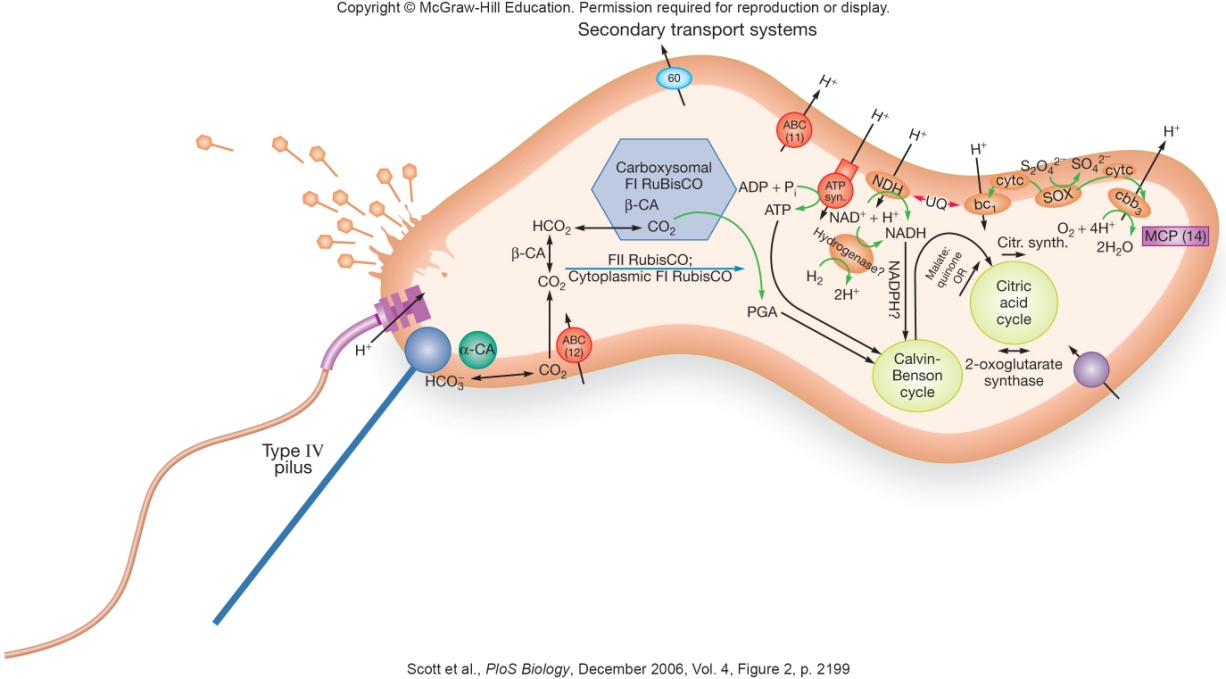 Copyright © McGraw-Hill Education. Permission required for reproduction or display.
Secondary transport systems
60
H⁺
ABC
(11)
H⁺
H⁺
H⁺
H⁺
Carboxysomal
FI RuBisCO
β-CA
CO₂
HCO₂
β-CA
CO₂
FII RubisCO;
Cytoplasmic FI RubisCO
PGA
ADP + Pᵢ
ATP
ATP
syn.
NDH
NAD⁺ + H⁺
NADH
UQ
bc₁
cytc
S₂O₄²⁻
SO₄²⁻
cytc
SOX
cbb₃
O₂ + 4H⁺
2H₂O
MCP (14)
Hydrogenase?
H₂
2H⁺
NADPH?
Malate:
quinone
OR
Citr. synth.
Citric
acid
cycle
2-oxoglutarate
synthase
Calvin-
Benson
cycle
H⁺
α-CA
HCO₃⁻
CO₂
ABC
(12)
Type IV
pilus
Scott et al., PloS Biology, December 2006, Vol. 4, Figure 2, p. 2199